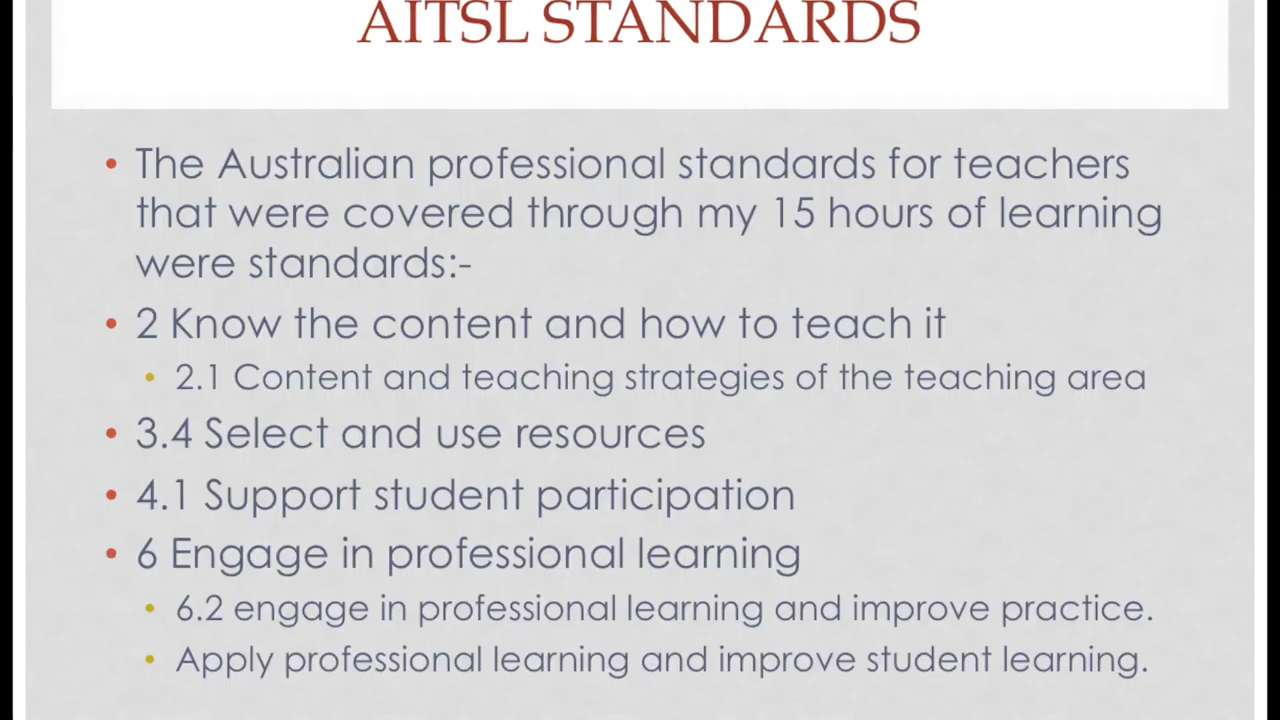 AITSL STANDARDS
• The Australian professional standards for teachers
that were covered through my 15 hours of learning
were standards:-
• 2 Know the content and how to teach it
• 2.1 Content and teaching strategies of the teaching area
• 3.4 Select and use resources
• 4.1 Support student participation
• 6 Engage in professional learning
• 6.2 engage in professional learning and improve practice.
• Apply professional learning and improve student learning.